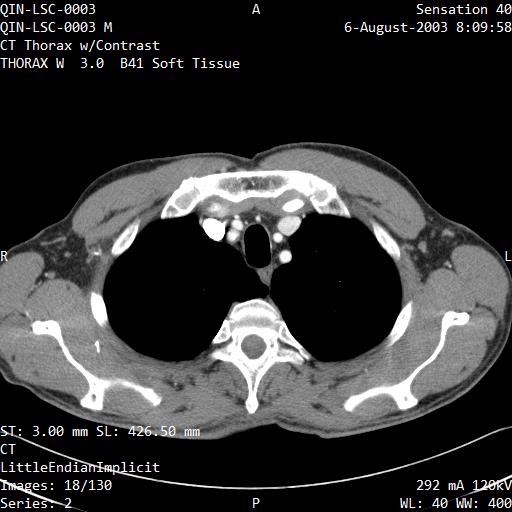 QIN-LSC-0003
A
Sensation 40
QIN-LSC-0003 M
6-August-2003 8:09:58
CT Thorax w/Contrast
THORAX W 3.0 B41 Soft Tissue
R
L
ST: 3.00 mm SL: 426.50 mm
CT
LittleEndianImplicit
Images: 18/130
292 mA 120kV
Series: 2
P
WL: 40 WW: 400